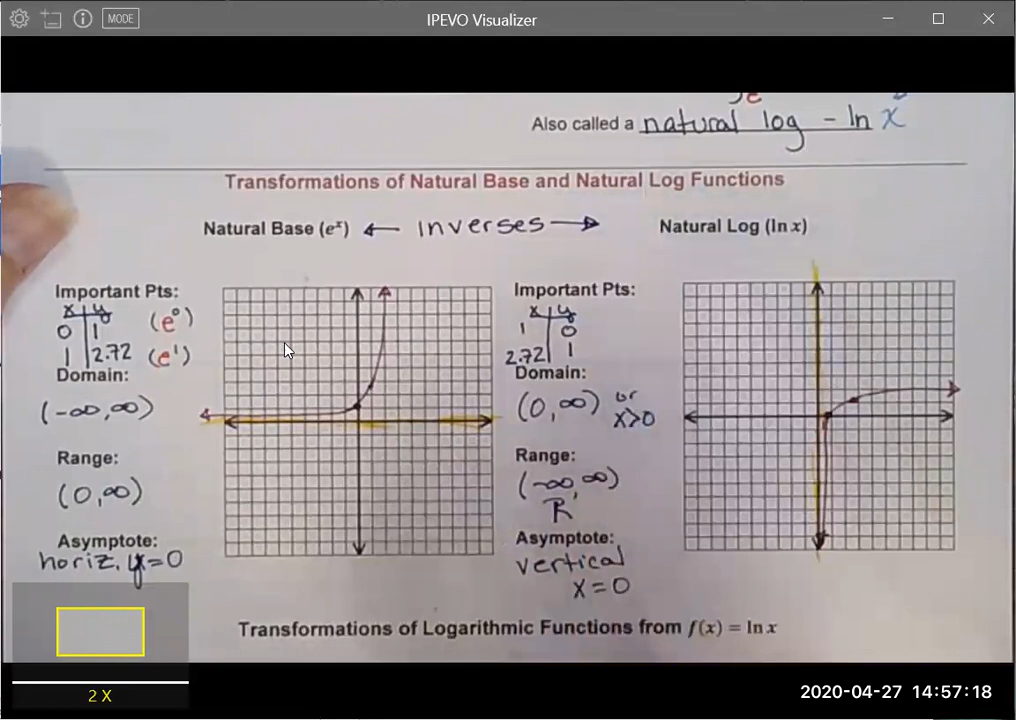 MODE
IPEVO Visualizer
Also called a natural log - ln x
Transformations of Natural Base and Natural Log Functions
Natural Base (eˣ) ← inverses → Natural Log (ln x)
Important Pts:
x y
0 1 (e⁰)
1 2.72 (e¹)
Domain:
(-∞,∞)
Range:
(0,∞)
Asymptote:
horiz. y=0
Important Pts:
x y
1 0
2.72 1
Domain:
(0,∞) or x>0
Range:
(-∞,∞)
R
Asymptote:
vertical
x=0
Transformations of Logarithmic Functions from f(x) = ln x
2 X
2020-04-27 14:57:18